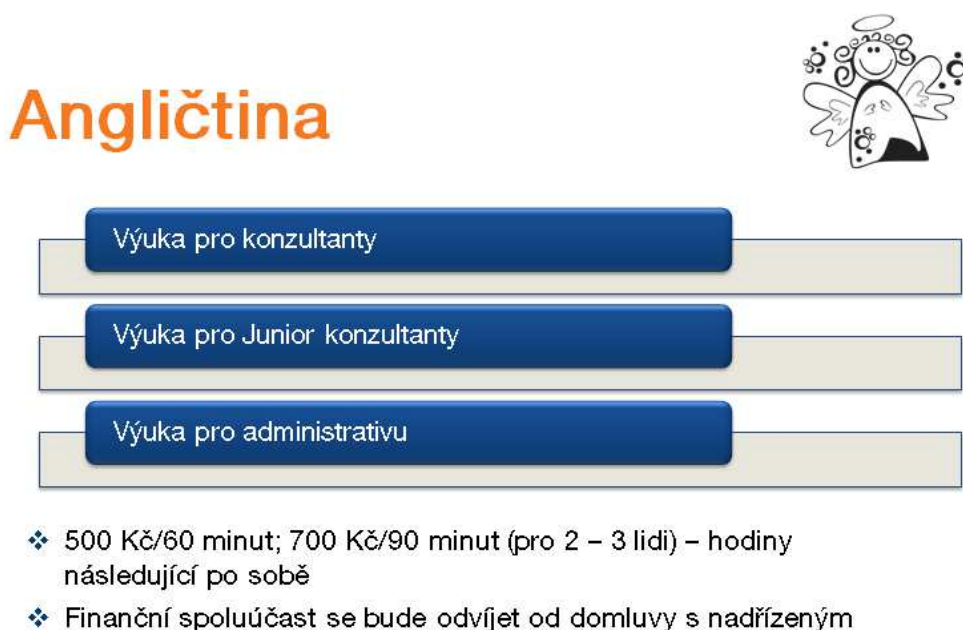 Angličtina
Výuka pro konzultanty
Výuka pro Junior konzultanty
Výuka pro administrativu
❖ 500 Kč/60 minut; 700 Kč/90 minut (pro 2 – 3 lidi) – hodiny
následující po sobě
❖ Finanční spoluúčast se bude odvíjet od domluvy s nadřízeným